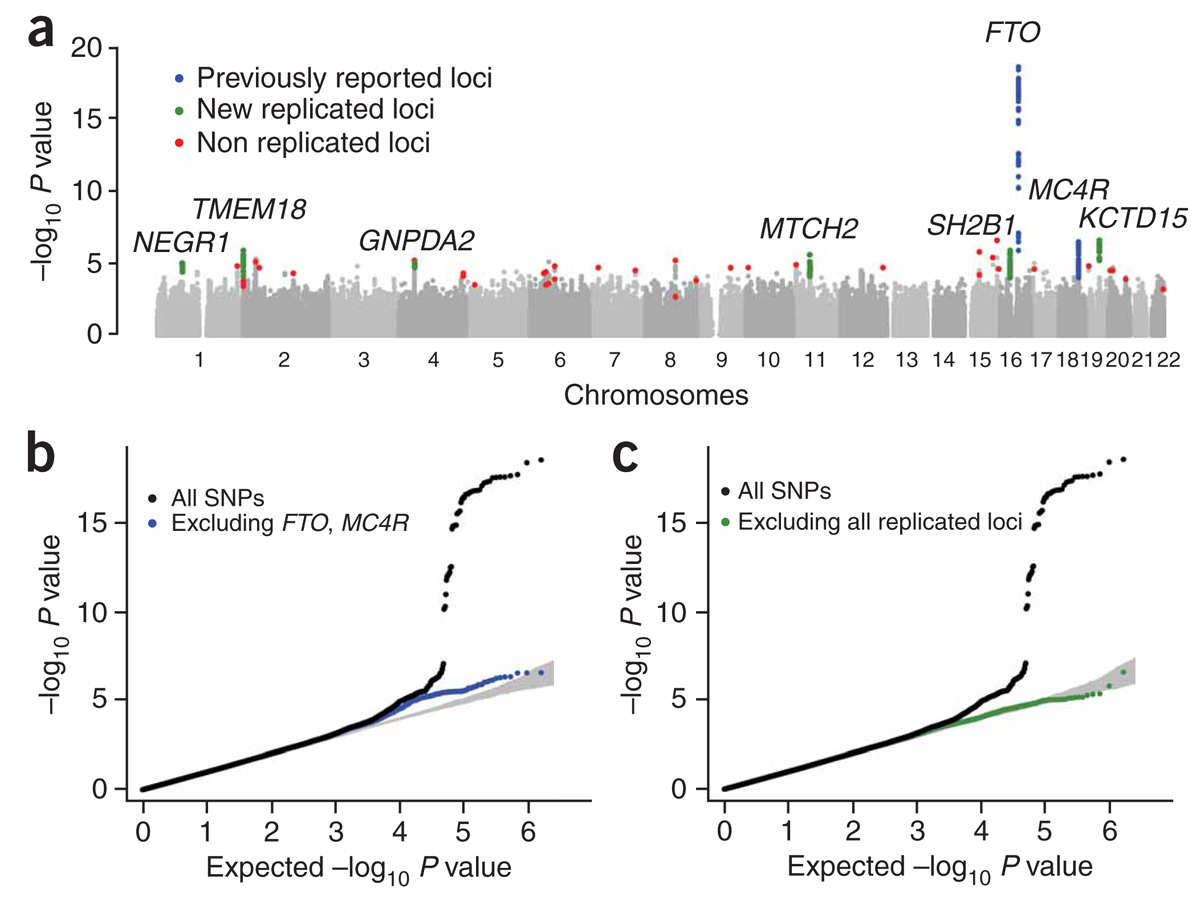 a
FTO
20
Previously reported loci
New replicated loci
15
Non replicated loci
–log10 P value
10
MC4R
TMEM18
KCTD15
NEGR1
GNPDA2
MTCH2
SH2B1
5
0
1 2 3 4 5 6 7 8 9 10 11 12 13 14 15 16 17 18 19 20 21 22
Chromosomes
b
All SNPs
Excluding FTO, MC4R
15
10
5
0
–log10 P value
0 1 2 3 4 5 6
Expected –log10 P value
c
All SNPs
Excluding all replicated loci
15
10
5
0
–log10 P value
0 1 2 3 4 5 6
Expected –log10 P value